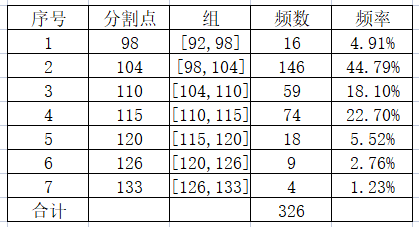 序号 分割点 组 频数 频率
1 98 [92,98] 16 4.91%
2 104 [98,104] 146 44.79%
3 110 [104,110] 59 18.10%
4 115 [110,115] 74 22.70%
5 120 [115,120] 18 5.52%
6 126 [120,126] 9 2.76%
7 133 [126,133] 4 1.23%
合计 326